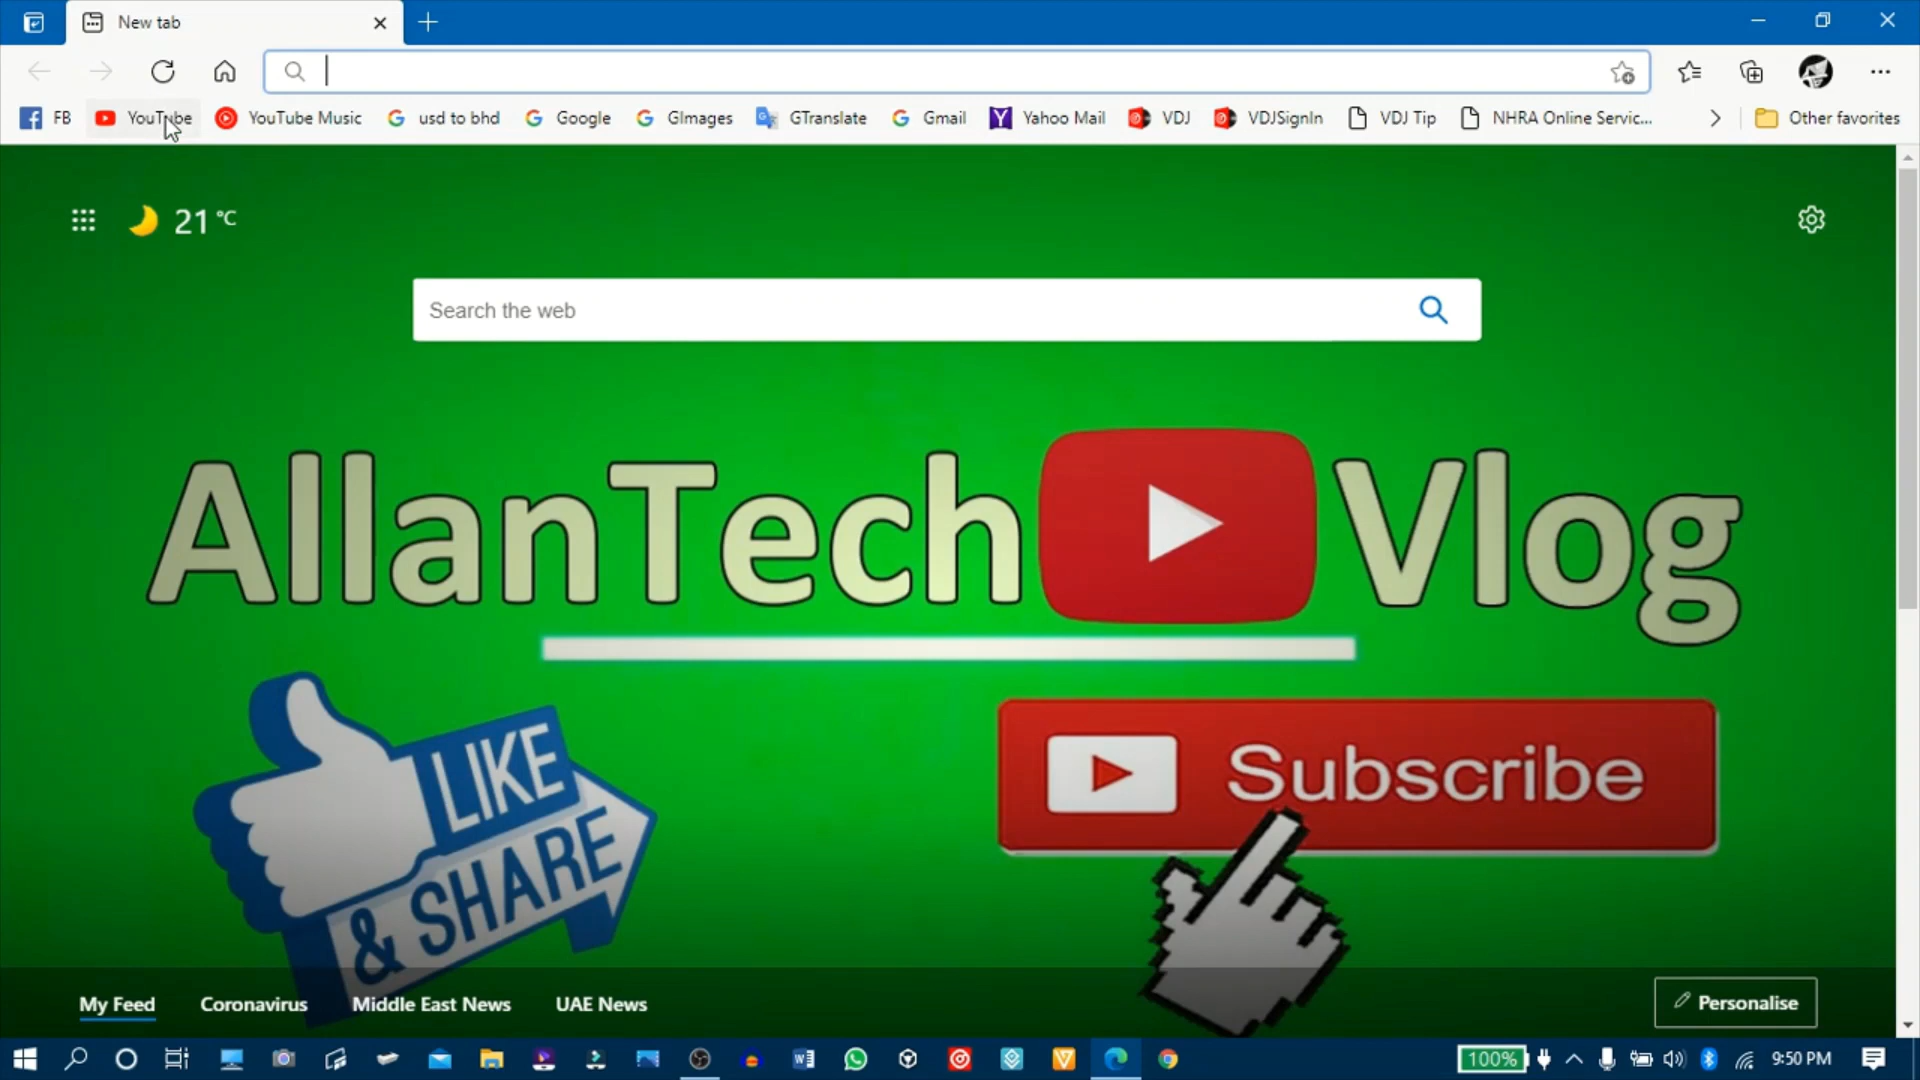 New tab
FB YouTube YouTube Music usd to bhd Google GImages GTranslate Gmail Yahoo Mail VDJ VDJSignIn VDJ Tip NHRA Online Servic... Other favorites
21 °C
Search the web
AllanTech Vlog
LIKE
& SHARE
Subscribe
My Feed Coronavirus Middle East News UAE News Personalise
100% 9:50 PM